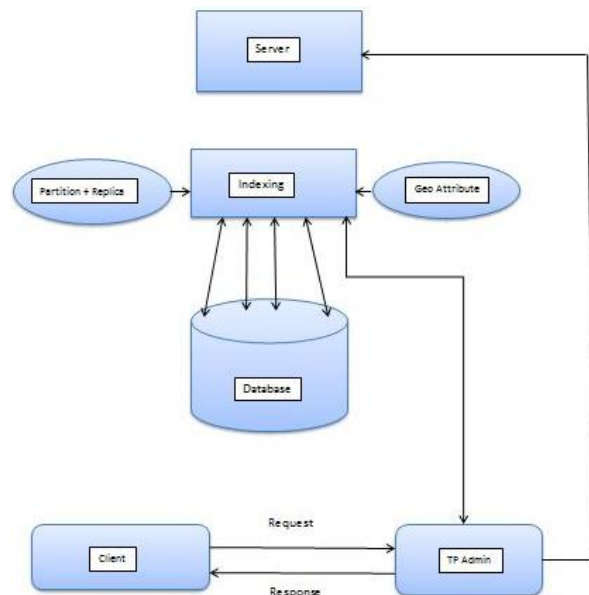 Server
Partition + Replica
Indexing
Geo Attribute
Database
Request
Client
TP Admin
Response